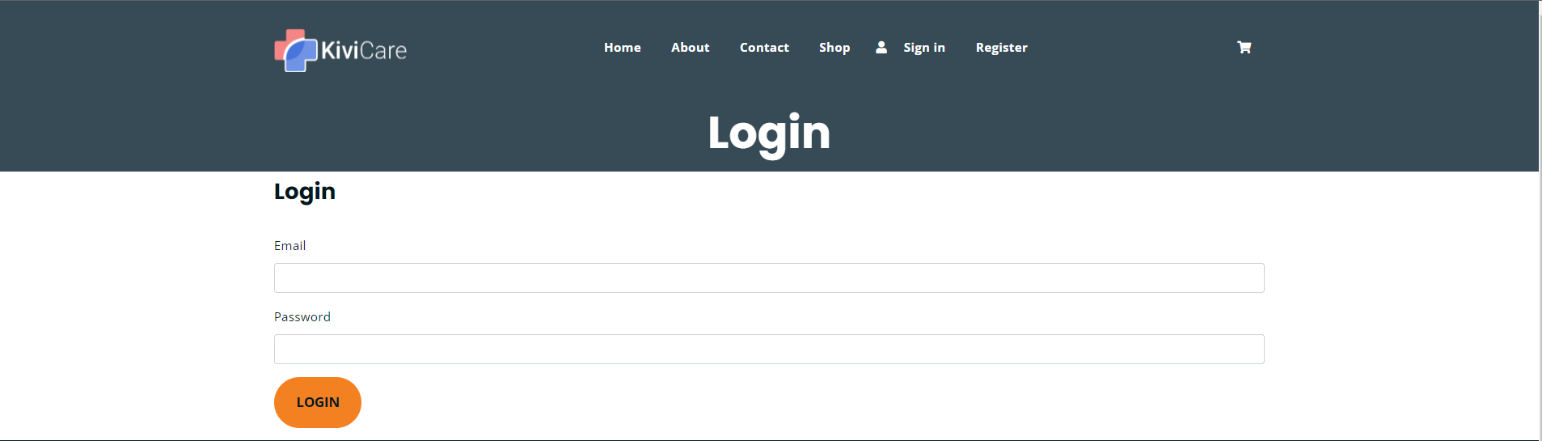 KiviCare Home About Contact Shop Sign in Register
Login
Login
Email
Password
LOGIN